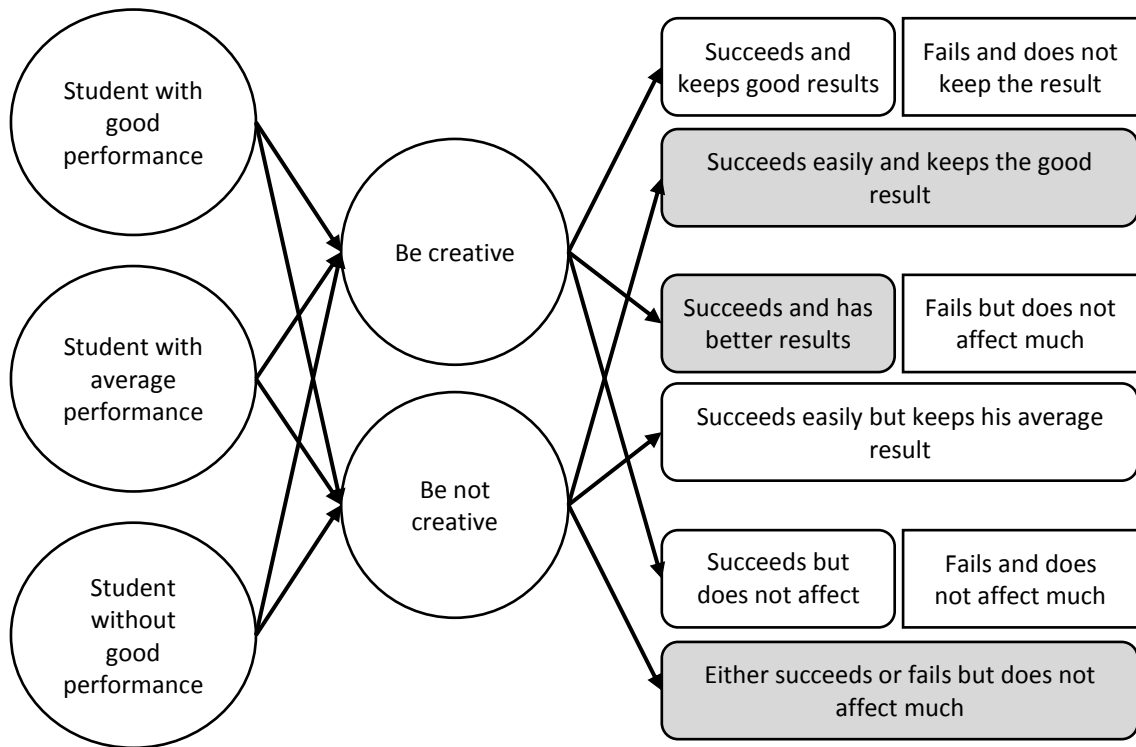 Student with
good
performance
Student with
average
performance
Student
without
good
performance
Be creative
Be not
creative
Succeeds and
keeps good results
Fails and does not
keep the result
Succeeds easily and keeps the good
result
Succeeds and has
better results
Fails but does not
affect much
Succeeds easily but keeps his average
result
Succeeds but
does not affect
Fails and does
not affect much
Either succeeds or fails but does not
affect much